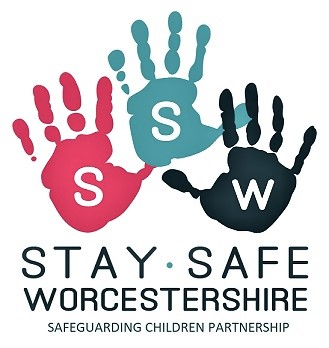 S
S
W
STAY · SAFE
WORCESTERSHIRE
SAFEGUARDING CHILDREN PARTNERSHIP